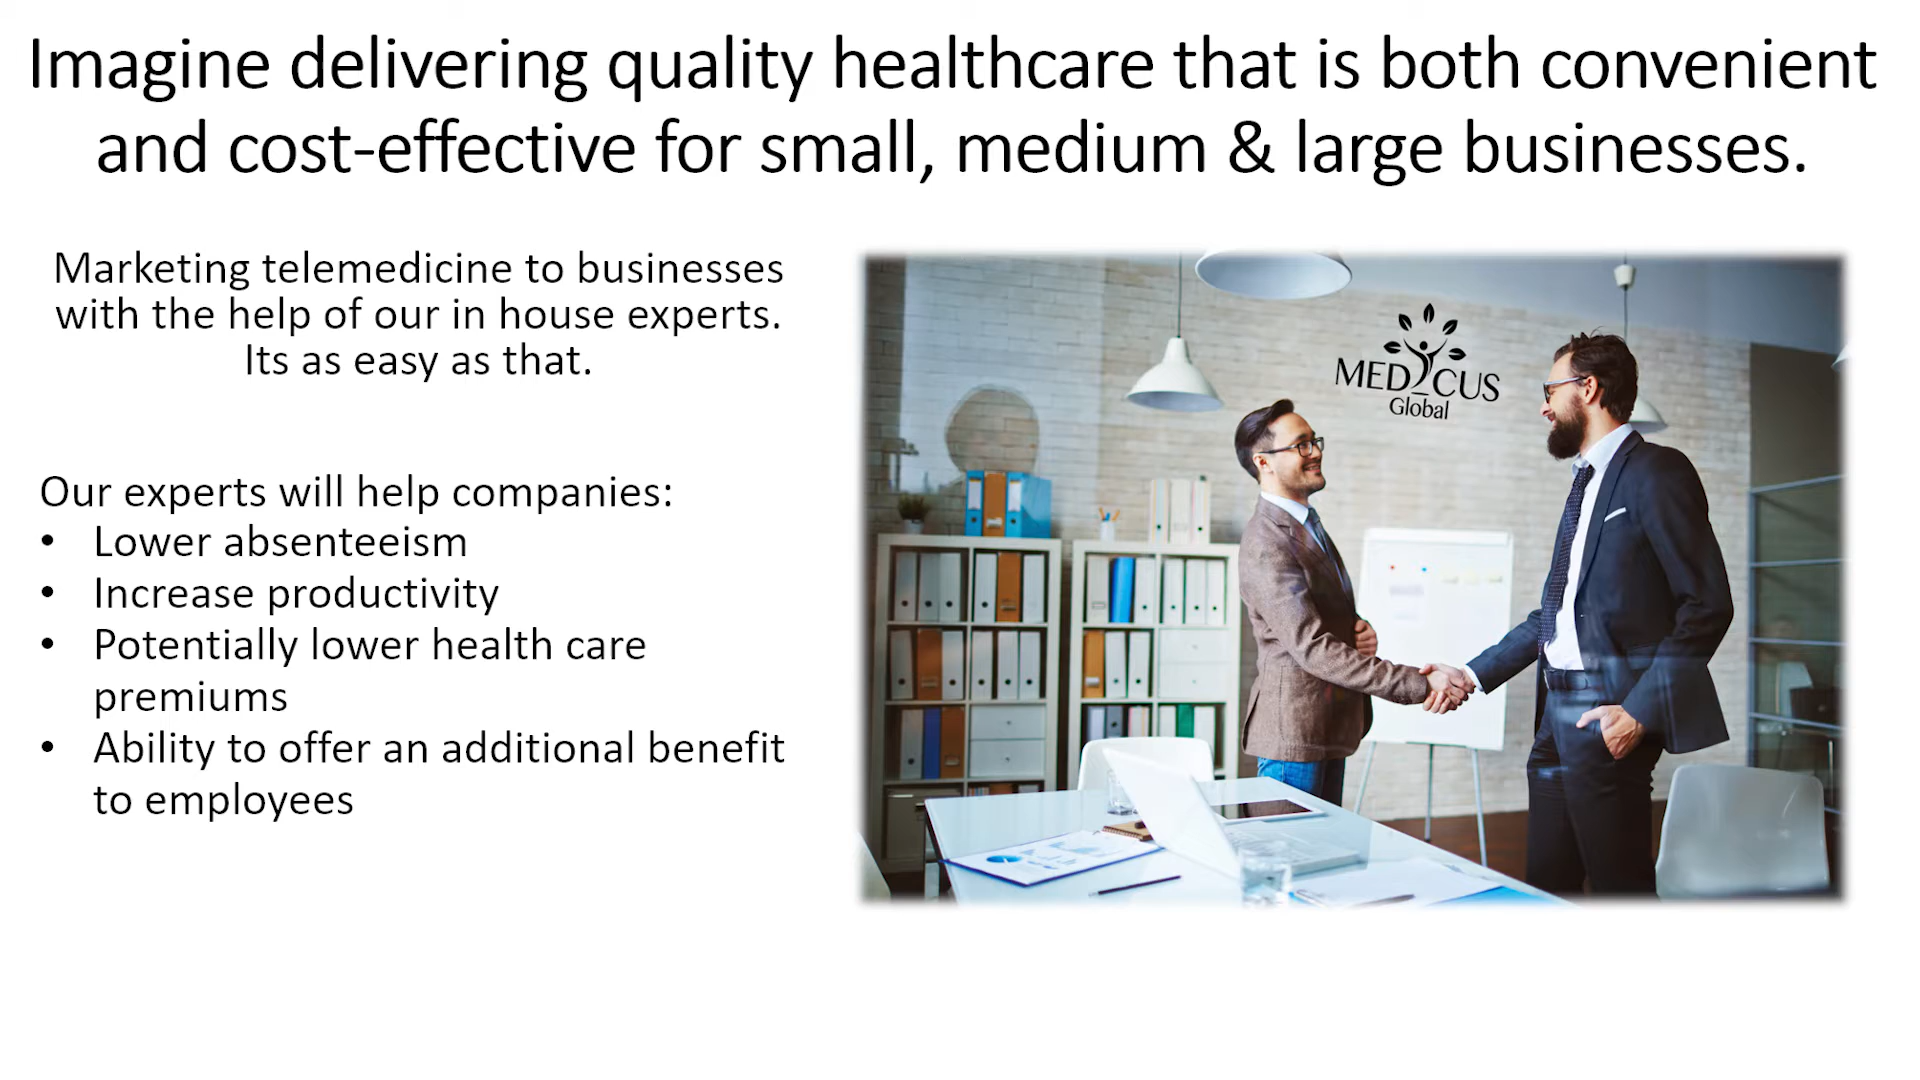 Imagine delivering quality healthcare that is both convenient
and cost-effective for small, medium & large businesses.
Marketing telemedicine to businesses
with the help of our in house experts.
Its as easy as that.
Our experts will help companies:
• Lower absenteeism
• Increase productivity
• Potentially lower health care
premiums
• Ability to offer an additional benefit
to employees
MEDICUS
Global